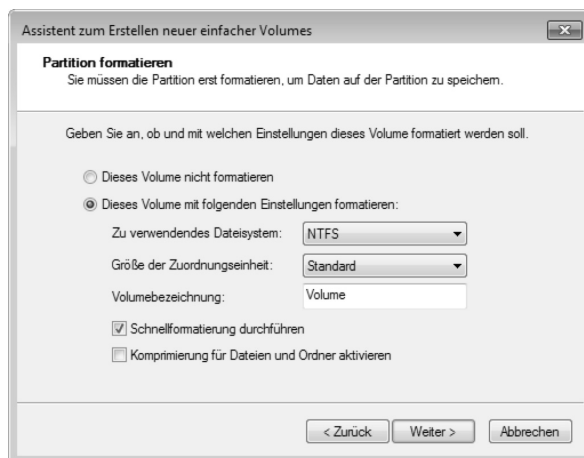 Assistent zum Erstellen neuer einfacher Volumes
Partition formatieren
Sie müssen die Partition erst formatieren, um Daten auf der Partition zu speichern.
Geben Sie an, ob und mit welchen Einstellungen dieses Volume formatiert werden soll.
Dieses Volume nicht formatieren
Dieses Volume mit folgenden Einstellungen formatieren:
Zu verwendendes Dateisystem: NTFS
Größe der Zuordnungseinheit: Standard
Volumebezeichnung: Volume
Schnellformatierung durchführen
Komprimierung für Dateien und Ordner aktivieren
< Zurück Weiter > Abbrechen